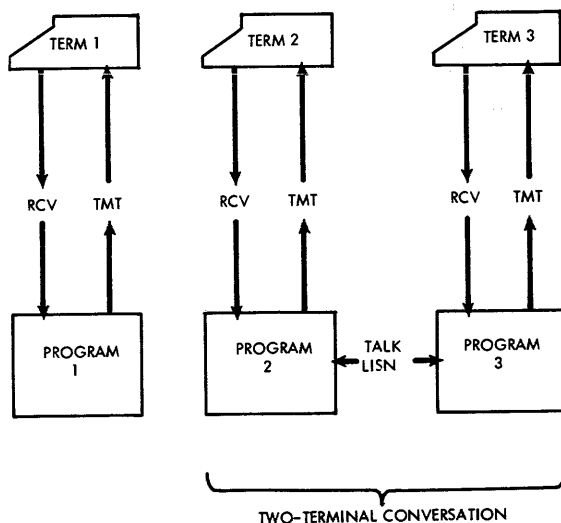 TERM 1
TERM 2
TERM 3
RCV
TMT
RCV
TMT
RCV
TMT
PROGRAM
1
PROGRAM
2
TALK
LISN
PROGRAM
3
TWO-TERMINAL CONVERSATION